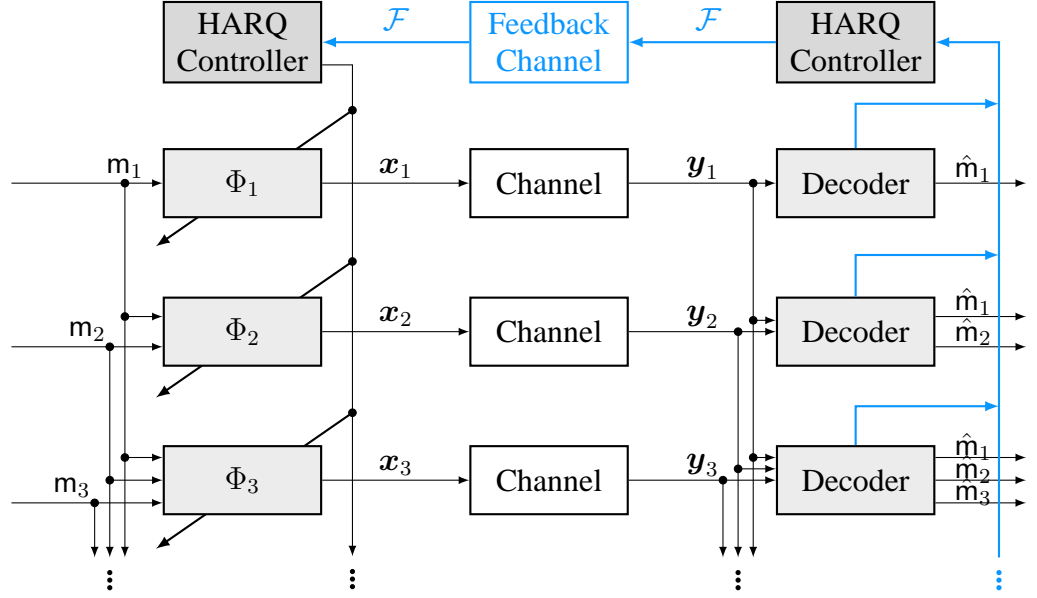 HARQ
Controller
ℱ
Feedback
Channel
ℱ
HARQ
Controller
m₁
Φ₁
𝒙₁
Channel
𝒚₁
Decoder
m̂₁
m₂
Φ₂
𝒙₂
Channel
𝒚₂
Decoder
m̂₁
m̂₂
m₃
Φ₃
𝒙₃
Channel
𝒚₃
Decoder
m̂₁
m̂₂
m̂₃